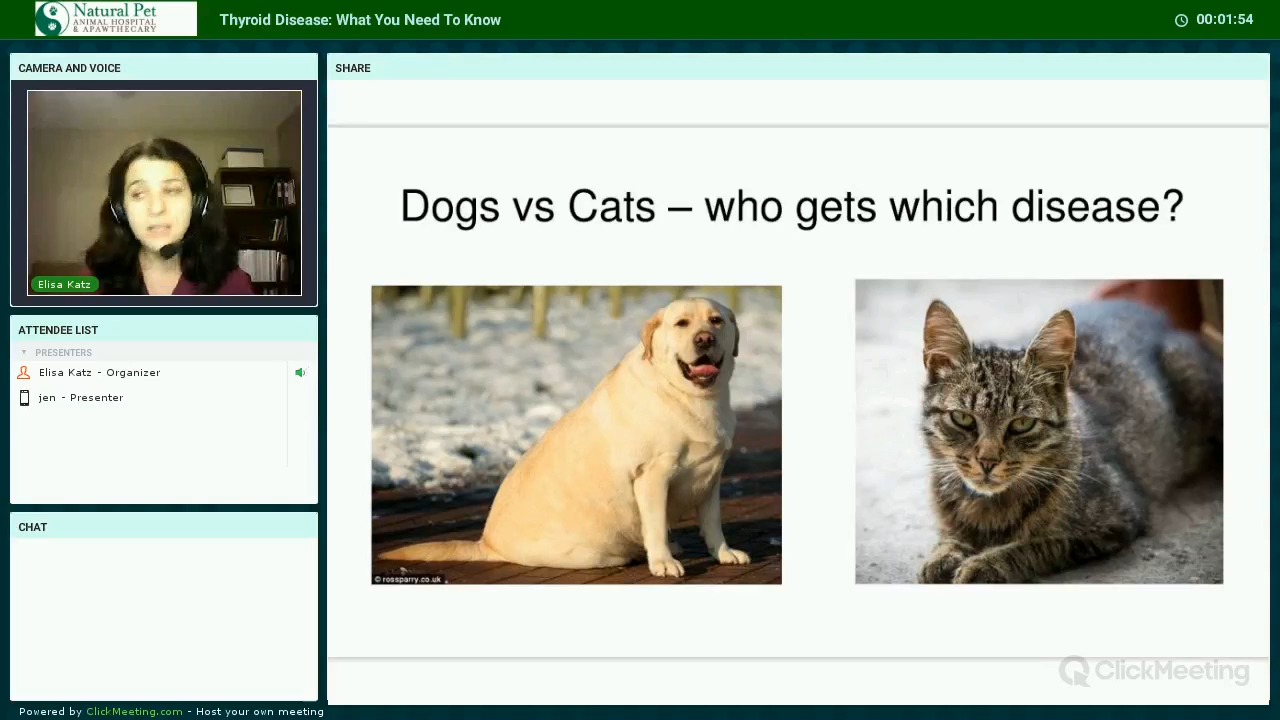 Natural Pet
ANIMAL HOSPITAL
& APAWTHECARY
Thyroid Disease: What You Need To Know
00:01:54
CAMERA AND VOICE
Elisa Katz
ATTENDEE LIST
PRESENTERS
Elisa Katz - Organizer
jen - Presenter
CHAT
Powered by ClickMeeting.com - Host your own meeting
SHARE
Dogs vs Cats – who gets which disease?
© rossparry.co.uk
ClickMeeting